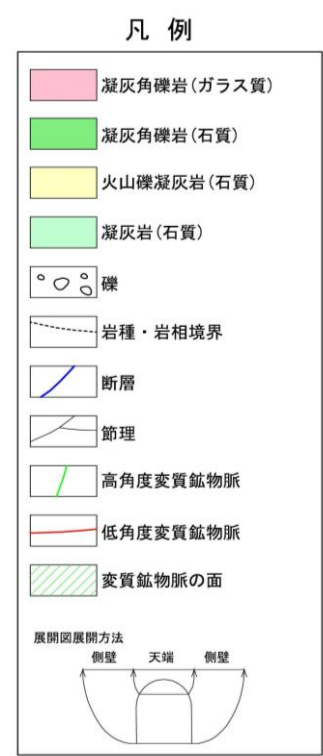 凡 例
凝灰角礫岩(ガラス質)
凝灰角礫岩(石質)
火山礫凝灰岩(石質)
凝灰岩(石質)
礫
岩種・岩相境界
断層
節理
高角度変質鉱物脈
低角度変質鉱物脈
変質鉱物脈の面
展開図展開方法
側壁 天端 側壁